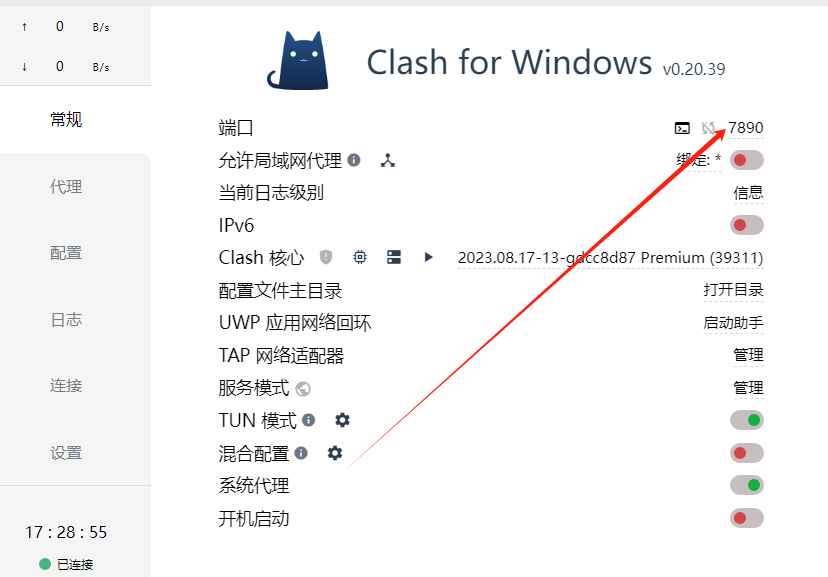 ↑ 0 B/s
↓ 0 B/s
常规
代理
配置
日志
连接
设置
17 : 28 : 55
已连接
Clash for Windows v0.20.39
端口 7890
允许局域网代理 绑定: *
当前日志级别 信息
IPv6
Clash 核心 2023.08.17-13-gdcc8d87 Premium (39311)
配置文件主目录 打开目录
UWP 应用网络回环 启动助手
TAP 网络适配器 管理
服务模式 管理
TUN 模式
混合配置
系统代理
开机启动